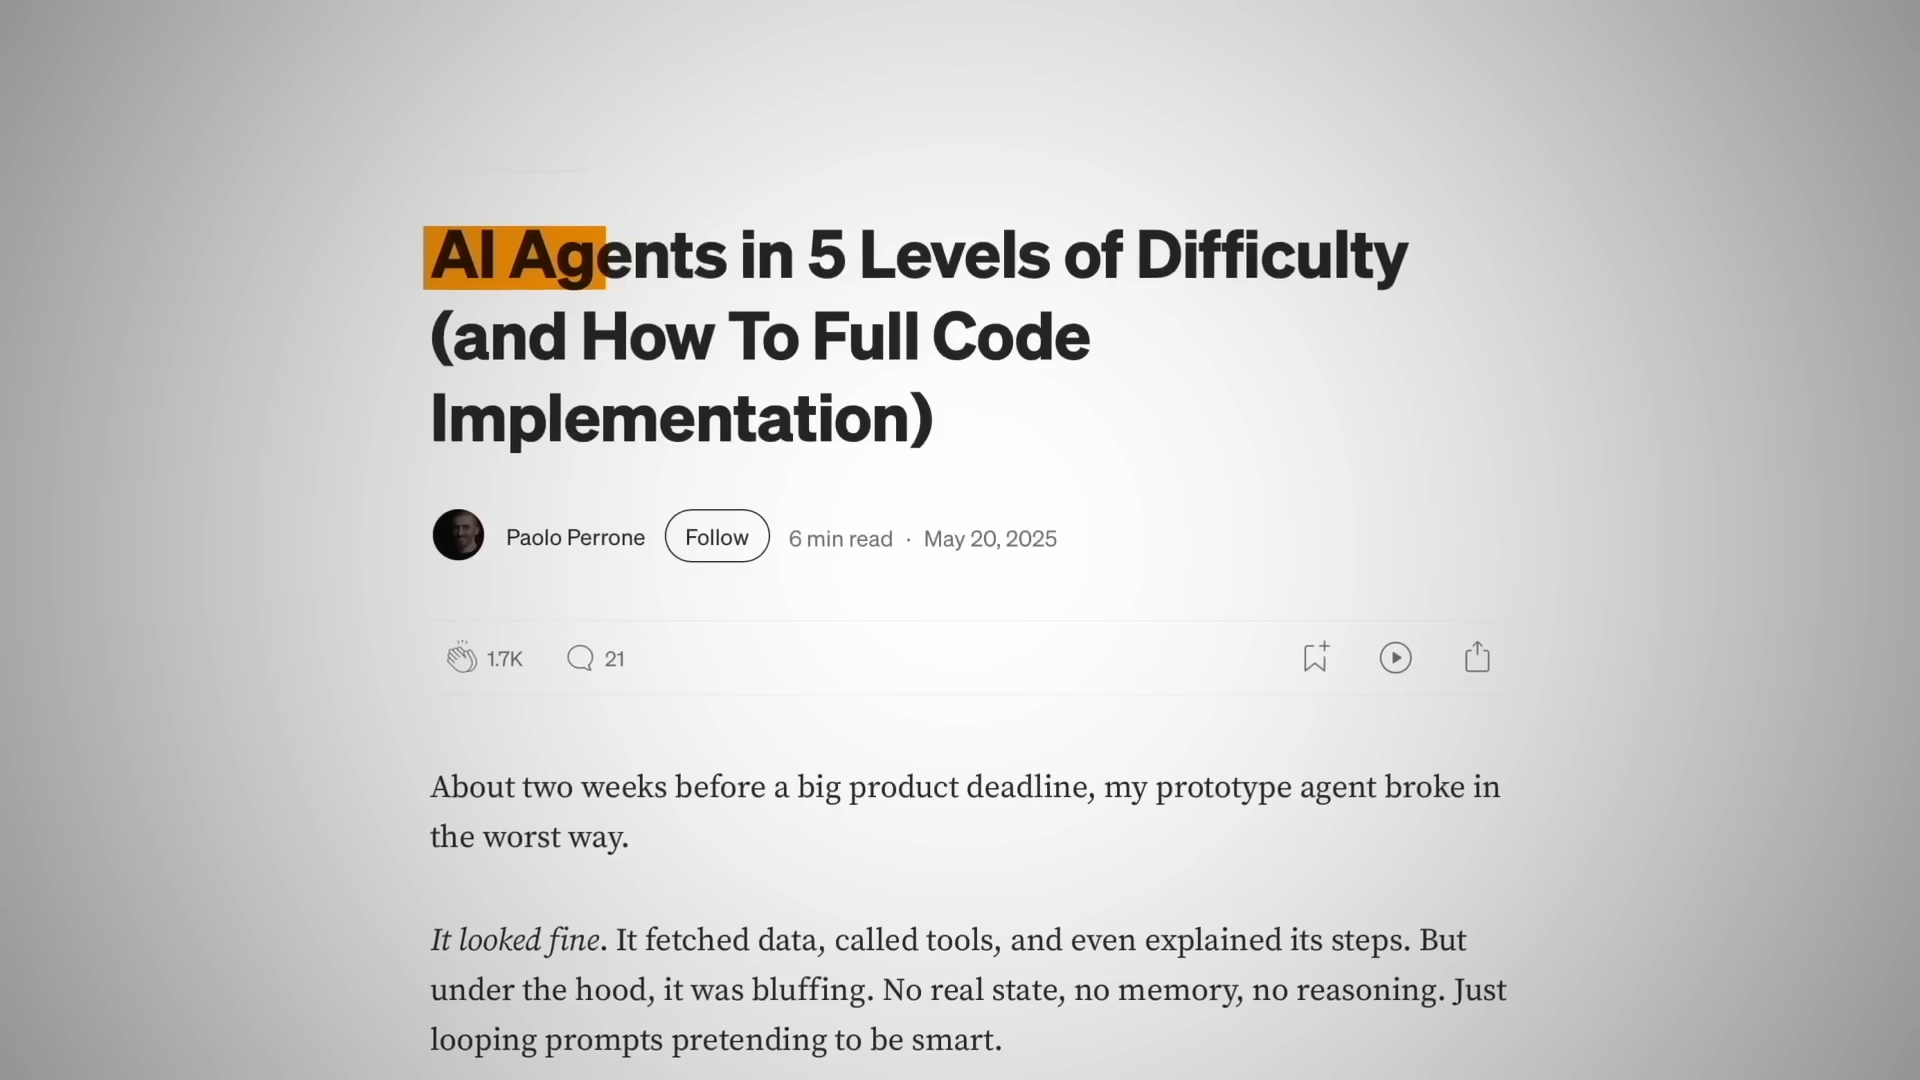 AI Agents in 5 Levels of Difficulty
(and How To Full Code
Implementation)
Paolo Perrone Follow 6 min read · May 20, 2025
1.7K 21
About two weeks before a big product deadline, my prototype agent broke in
the worst way.
It looked fine. It fetched data, called tools, and even explained its steps. But
under the hood, it was bluffing. No real state, no memory, no reasoning. Just
looping prompts pretending to be smart.